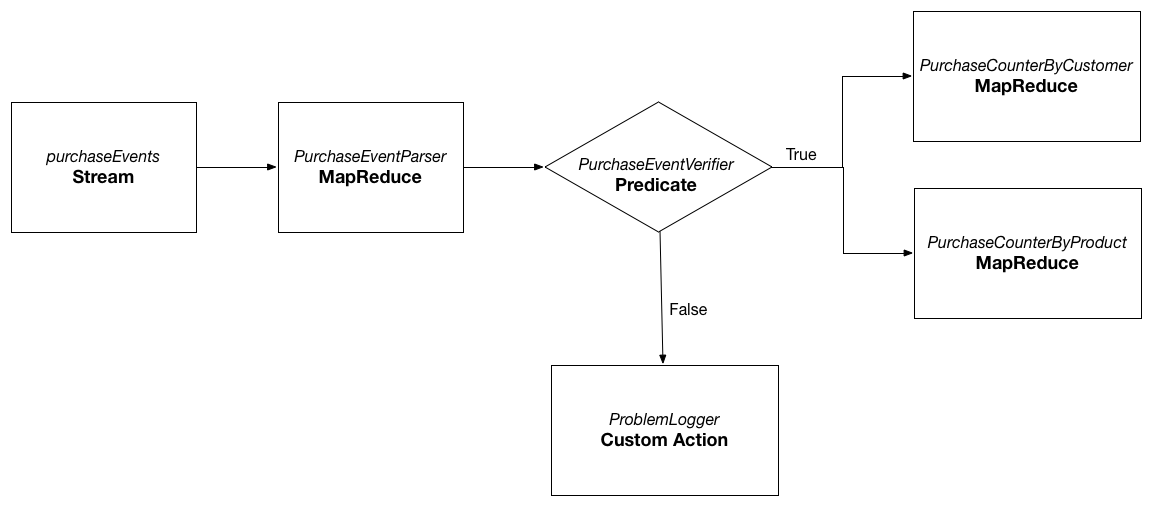 purchaseEvents
Stream
PurchaseEventParser
MapReduce
PurchaseEventVerifier
Predicate
True
PurchaseCounterByCustomer
MapReduce
PurchaseCounterByProduct
MapReduce
False
ProblemLogger
Custom Action